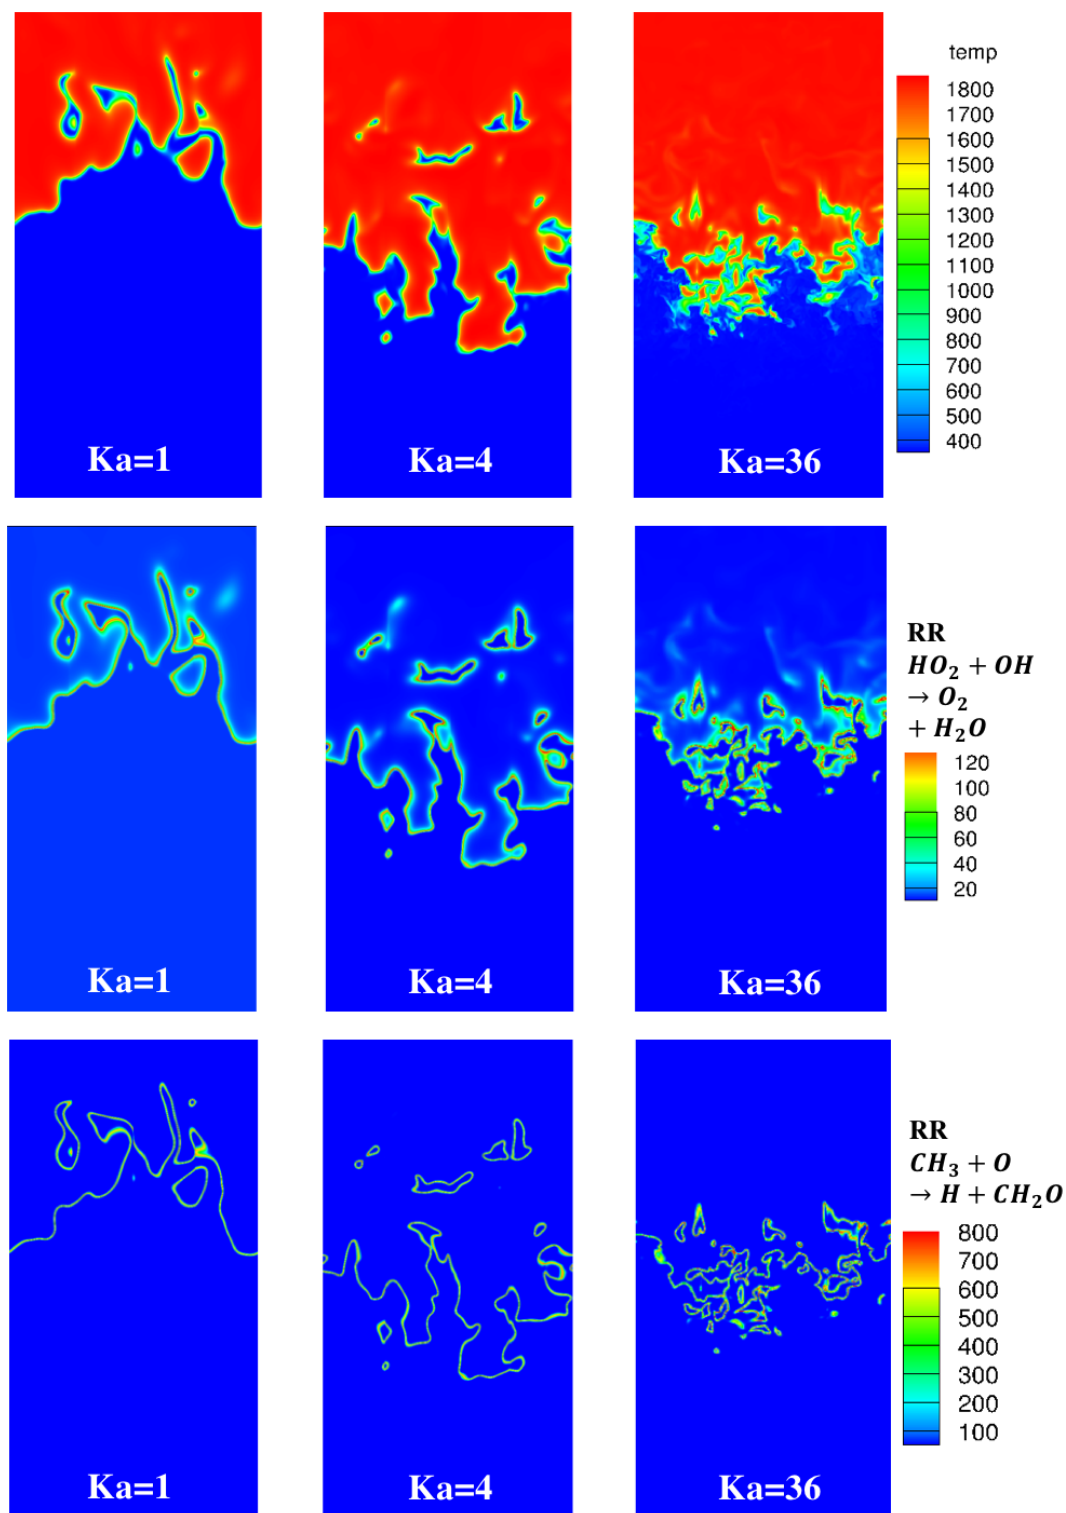 temp
1800
1700
1600
1500
1400
1300
1200
1100
1000
900
800
700
600
500
400
Ka=1
Ka=4
Ka=36
RR
HO₂ + OH
→ O₂
+ H₂O
120
100
80
60
40
20
Ka=1
Ka=4
Ka=36
RR
CH₃ + O
→ H + CH₂O
800
700
600
500
400
300
200
100
Ka=1
Ka=4
Ka=36